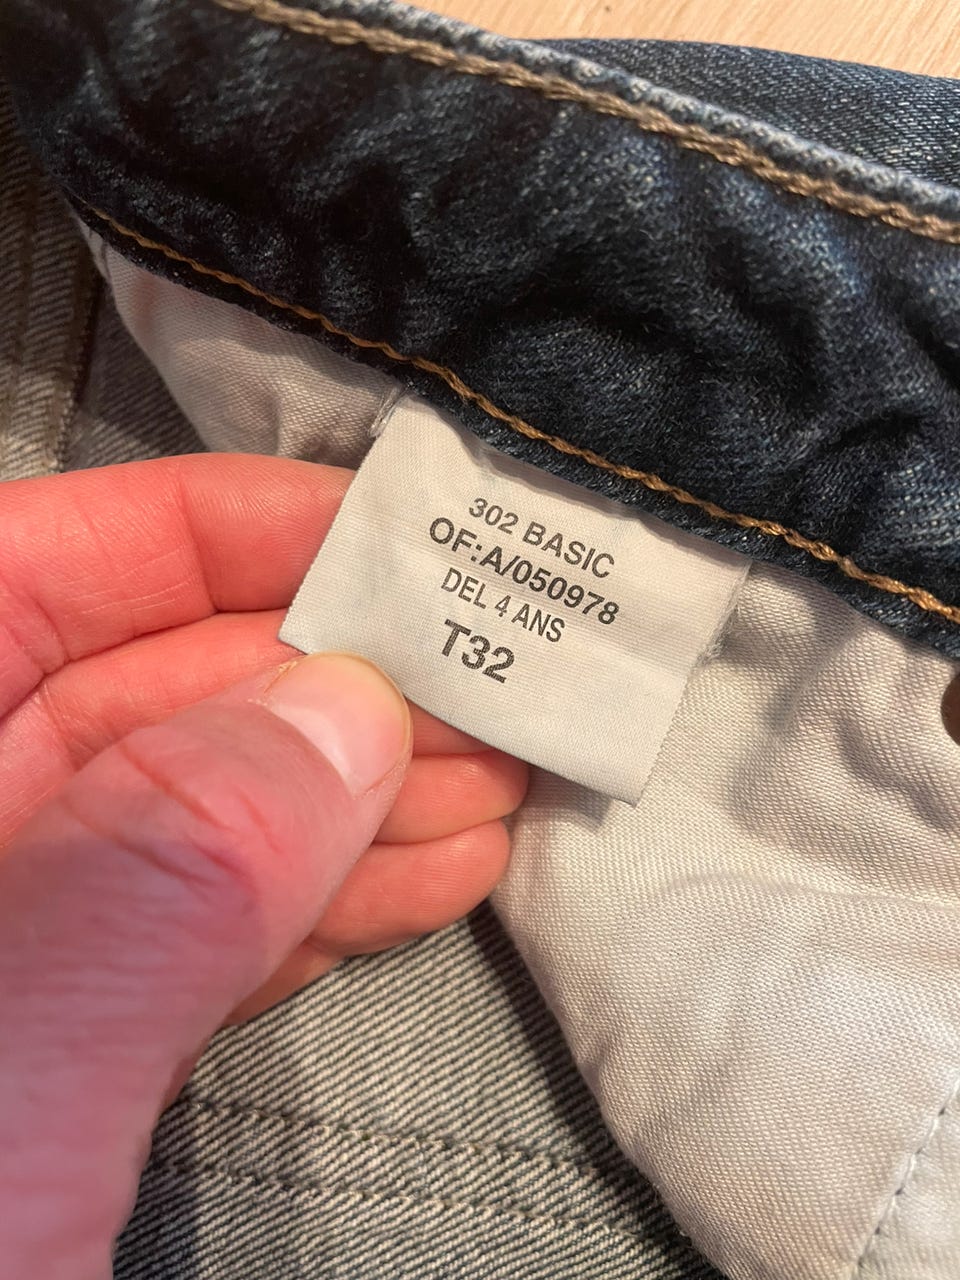 302 BASIC
OF:A/050978
DEL 4 ANS
T32